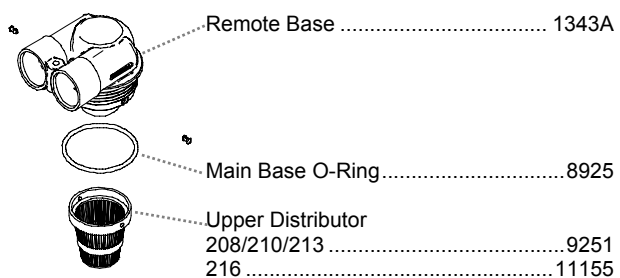 Remote Base ................................ 1343A
Main Base O-Ring............................8925
Upper Distributor
208/210/213 ....................................9251
216 ................................................11155